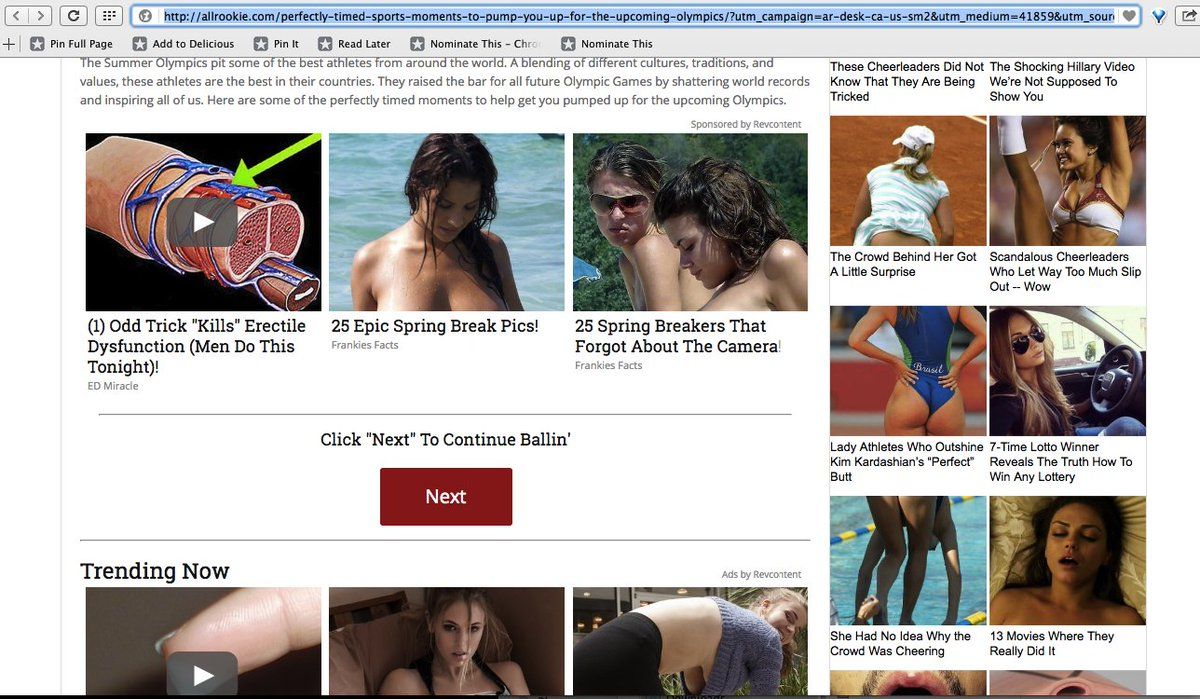 http://allrookie.com/perfectly-timed-sports-moments-to-pump-you-up-for-the-upcoming-olympics/?utm_campaign=ar-desk-ca-us-sm2&utm_medium=41859&utm_sour
Pin Full Page
Add to Delicious
Pin It
Read Later
Nominate This – Chro
Nominate This
The Summer Olympics pit some of the best athletes from around the world. A blending of different cultures, traditions, and
values, these athletes are the best in their countries. They raised the bar for all future Olympic Games by shattering world records
and inspiring all of us. Here are some of the perfectly timed moments to help get you pumped up for the upcoming Olympics.
Sponsored by Revcontent
(1) Odd Trick "Kills" Erectile
Dysfunction (Men Do This
Tonight)!
ED Miracle
25 Epic Spring Break Pics!
Frankies Facts
25 Spring Breakers That
Forgot About The Camera!
Frankies Facts
Click "Next" To Continue Ballin'
Next
Trending Now
Ads by Revcontent
These Cheerleaders Did Not
Know That They Are Being
Tricked
The Shocking Hillary Video
We're Not Supposed To
Show You
The Crowd Behind Her Got
A Little Surprise
Scandalous Cheerleaders
Who Let Way Too Much Slip
Out -- Wow
Brasil
Lady Athletes Who Outshine
Kim Kardashian's “Perfect”
Butt
7-Time Lotto Winner
Reveals The Truth How To
Win Any Lottery
She Had No Idea Why the
Crowd Was Cheering
13 Movies Where They
Really Did It